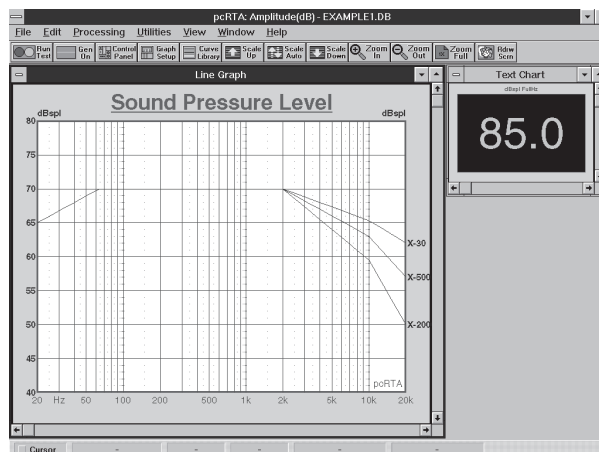 pcRTA: Amplitude(dB) - EXAMPLE1.DB
File Edit Processing Utilities View Window Help
Run Test
Gen On
Control Panel
Graph Setup
Curve Library
Scale Up
Scale Auto
Scale Down
Zoom In
Zoom Out
Zoom Full
Rdrw Scrn
Line Graph
Sound Pressure Level
dBspl dBspl
80
75
70
65
60
55
50
45
40
X-30
X-500
X-200
pcRTA
20 Hz 50 100 200 500 1k 2k 5k 10k 20k
Text Chart
dBspl FullHz
85.0
Cursor - - - - -